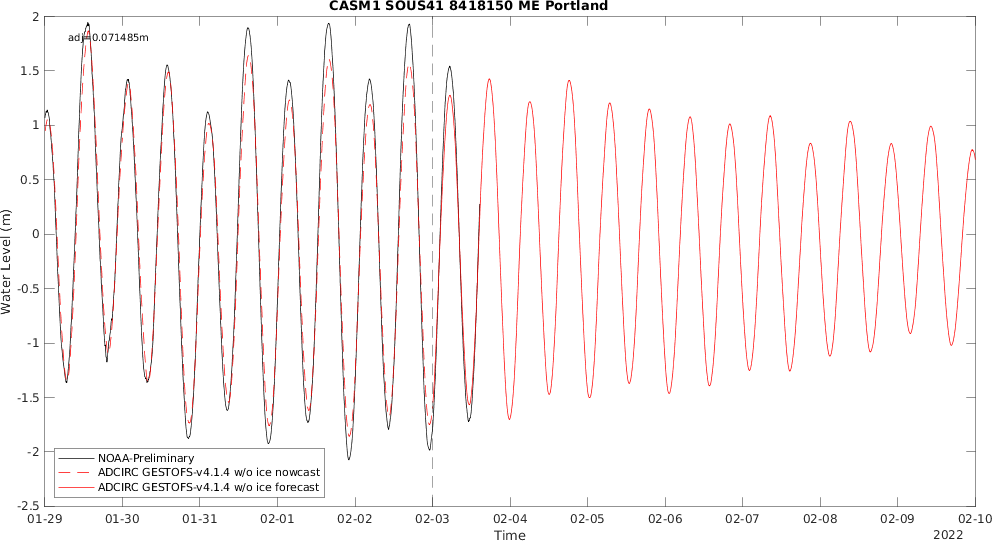 CASM1 SOUS41 8418150 ME Portland
adj=0.071485m
2
1.5
1
0.5
0
-0.5
-1
-1.5
-2
-2.5
Water Level (m)
NOAA-Preliminary
ADCIRC GESTOFS-v4.1.4 w/o ice nowcast
ADCIRC GESTOFS-v4.1.4 w/o ice forecast
01-29 01-30 01-31 02-01 02-02 02-03 02-04 02-05 02-06 02-07 02-08 02-09 02-10
Time
2022